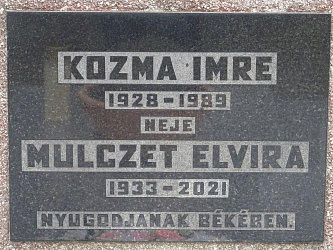 KOZMA IMRE
1928-1989
NEJE
MULCZET ELVIRA
1933-2021
NYUGODJANAK BÉKÉBEN.